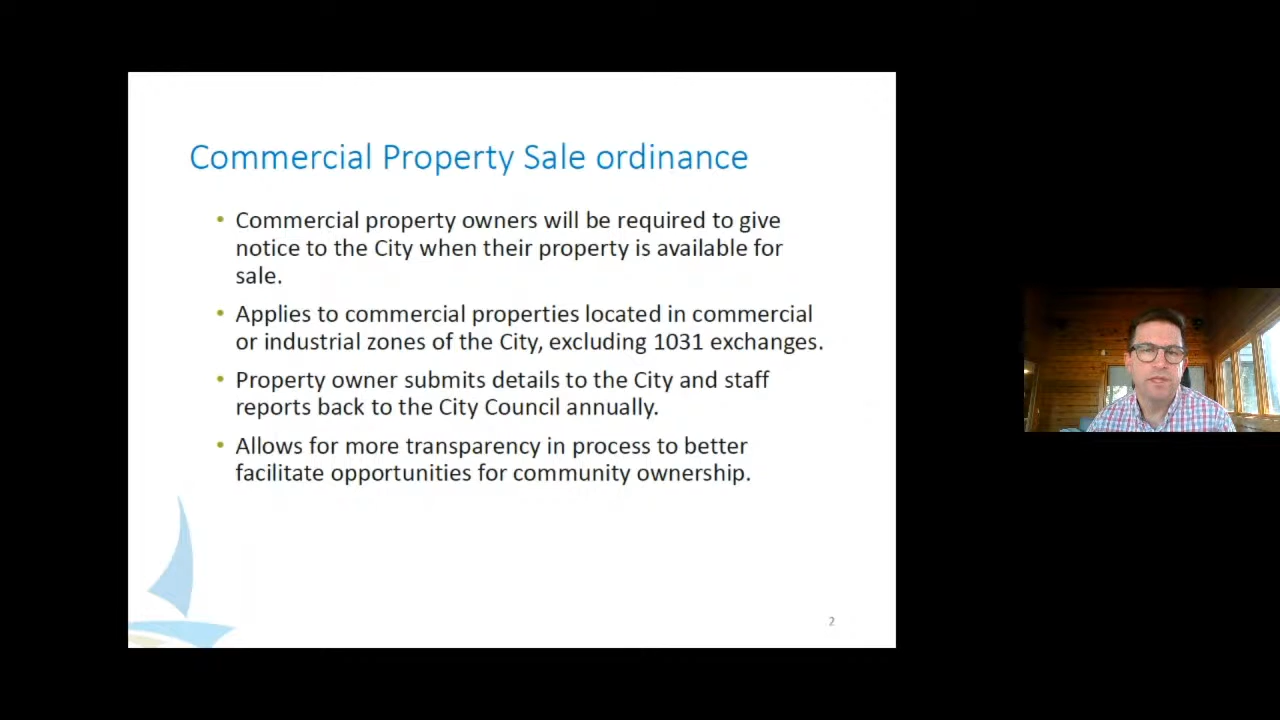 Commercial Property Sale ordinance
• Commercial property owners will be required to give
notice to the City when their property is available for
sale.
• Applies to commercial properties located in commercial
or industrial zones of the City, excluding 1031 exchanges.
• Property owner submits details to the City and staff
reports back to the City Council annually.
• Allows for more transparency in process to better
facilitate opportunities for community ownership.
2